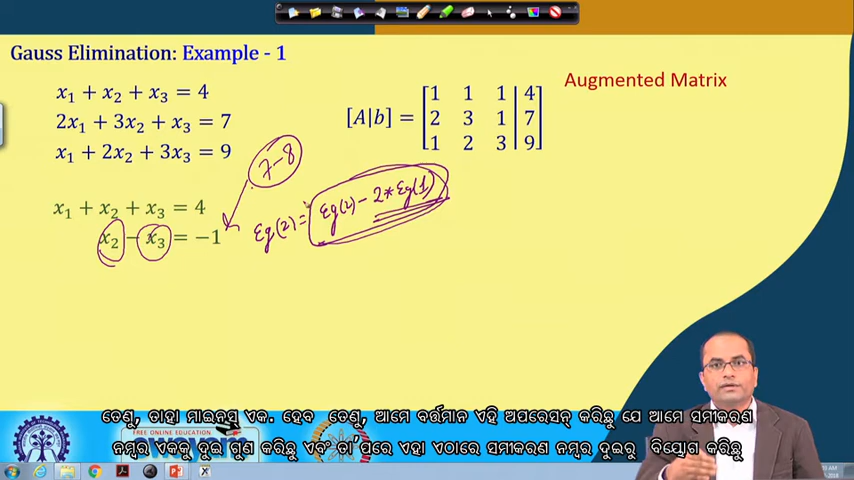 Gauss Elimination: Example - 1
x₁ + x₂ + x₃ = 4
2x₁ + 3x₂ + x₃ = 7
x₁ + 2x₂ + 3x₃ = 9
[A|b] = [1 1 1 | 4
2 3 1 | 7
1 2 3 | 9]
Augmented Matrix
7-8
x₁ + x₂ + x₃ = 4
x₂ − x₃ = −1
Eq(2) = Eq(2) - 2*Eq(1)
ତେଣୁ, ତାହା ମାଇନସ୍ ଏକ. ହେବ ତେଣୁ, ଆମେ ବର୍ତ୍ତମାନ ଏହି ଅପରେସନ୍ କରିଛୁ ଯେ ଆମେ ସମୀକରଣ
ନମ୍ବର ଏକକୁ ଦୁଇ ଗୁଣ କରିଛୁ ଏବଂ ତା'ପରେ ଏହା ଏଠାରେ ସମୀକରଣ ନମ୍ବର ଦୁଇରୁ ବିଯୋଗ କରିଛୁ
FREE ONLINE EDUCATION